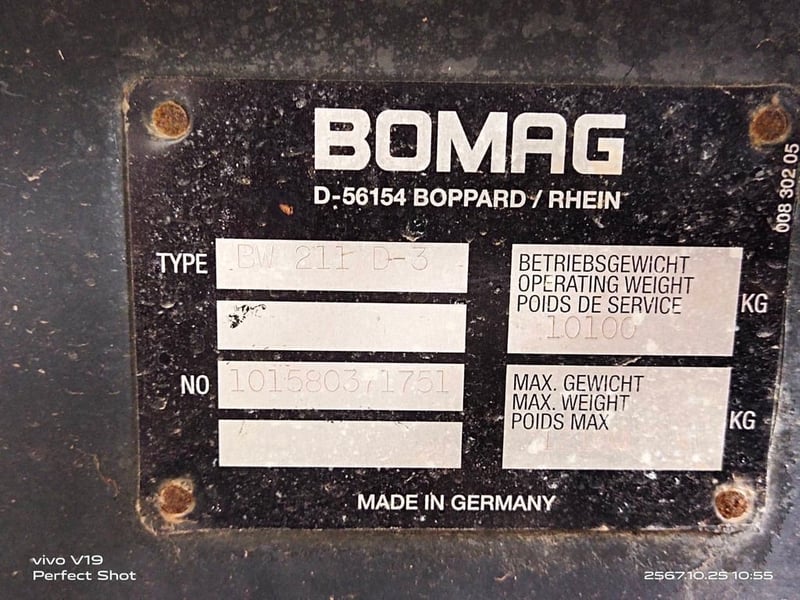 BOMAG
D-56154 BOPPARD / RHEIN
008 302 05
TYPE BW 211 D-3
BETRIEBSGEWICHT
OPERATING WEIGHT
POIDS DE SERVICE
10100 KG
NO 101580371751
MAX. GEWICHT
MAX. WEIGHT
POIDS MAX
KG
MADE IN GERMANY
vivo V19
Perfect Shot
2567.10.25 10:55